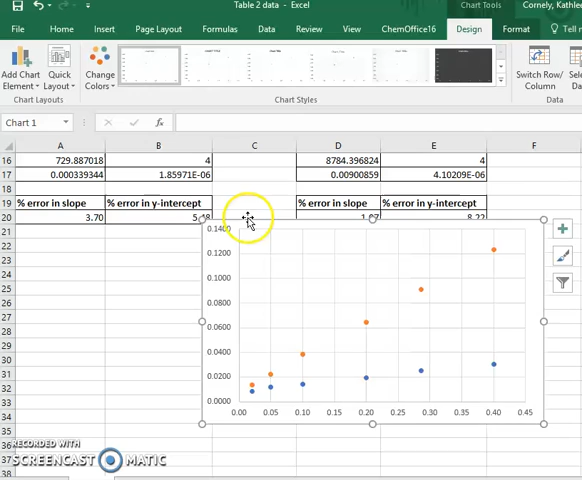 Table 2 data - Excel
Chart Tools
Cornely, Kathlee
File
Home
Insert
Page Layout
Formulas
Data
Review
View
ChemOffice16
Design
Format
Tell m
Add Chart Element
Quick Layout
Change Colors
Switch Row/ Column
Sele
Da
Chart Layouts
Chart Styles
Chart 1
fx
A B C D E F
16 729.887018 4 8784.396824 4
17 0.000339344 1.85971E-06 0.00900859 4.10209E-06
18
19 % error in slope % error in y-intercept % error in slope % error in y-intercept
20 3.70 8.22
21
22
23
24
25
26
27
28
29
30
31
32
33
34
35
36
37
38
0.1400
0.1200
0.1000
0.0800
0.0600
0.0400
0.0200
0.0000
0.00 0.05 0.10 0.15 0.20 0.25 0.30 0.35 0.40 0.45
RECORDED WITH
SCREENCAST MATIC